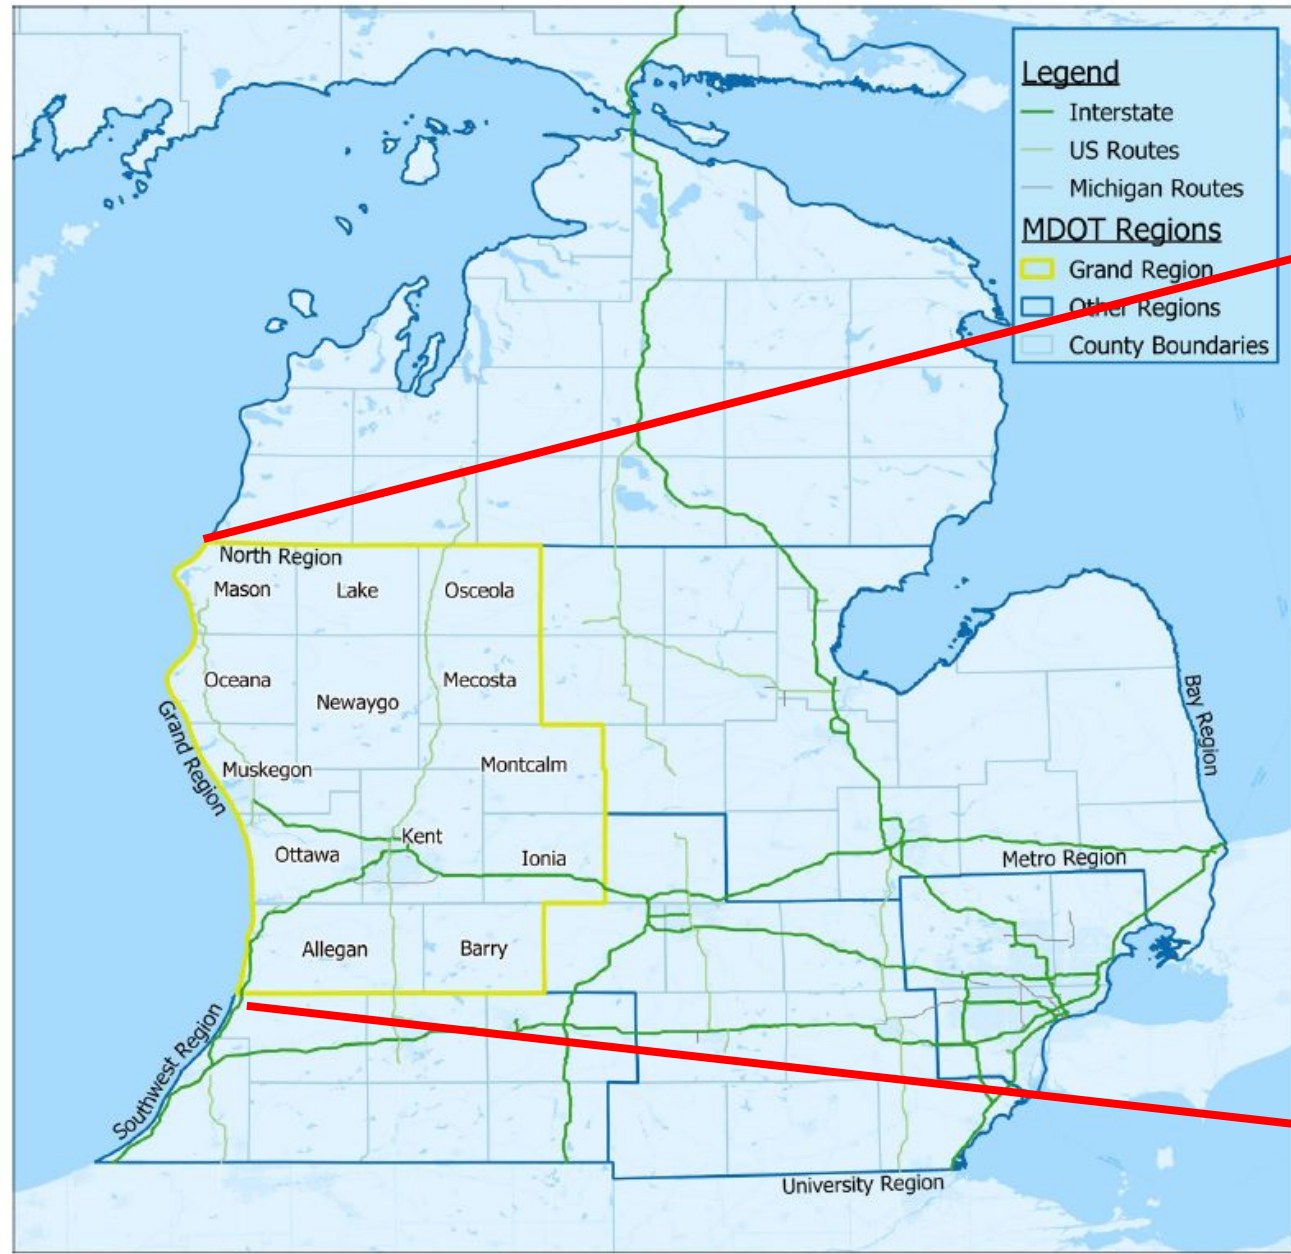 Legend
Interstate
US Routes
Michigan Routes
MDOT Regions
Grand Region
Other Regions
County Boundaries
North Region
Mason
Lake
Osceola
Oceana
Newaygo
Mecosta
Grand Region
Bay Region
Muskegon
Montcalm
Ottawa
Kent
Ionia
Metro Region
Allegan
Barry
Southwest Region
University Region